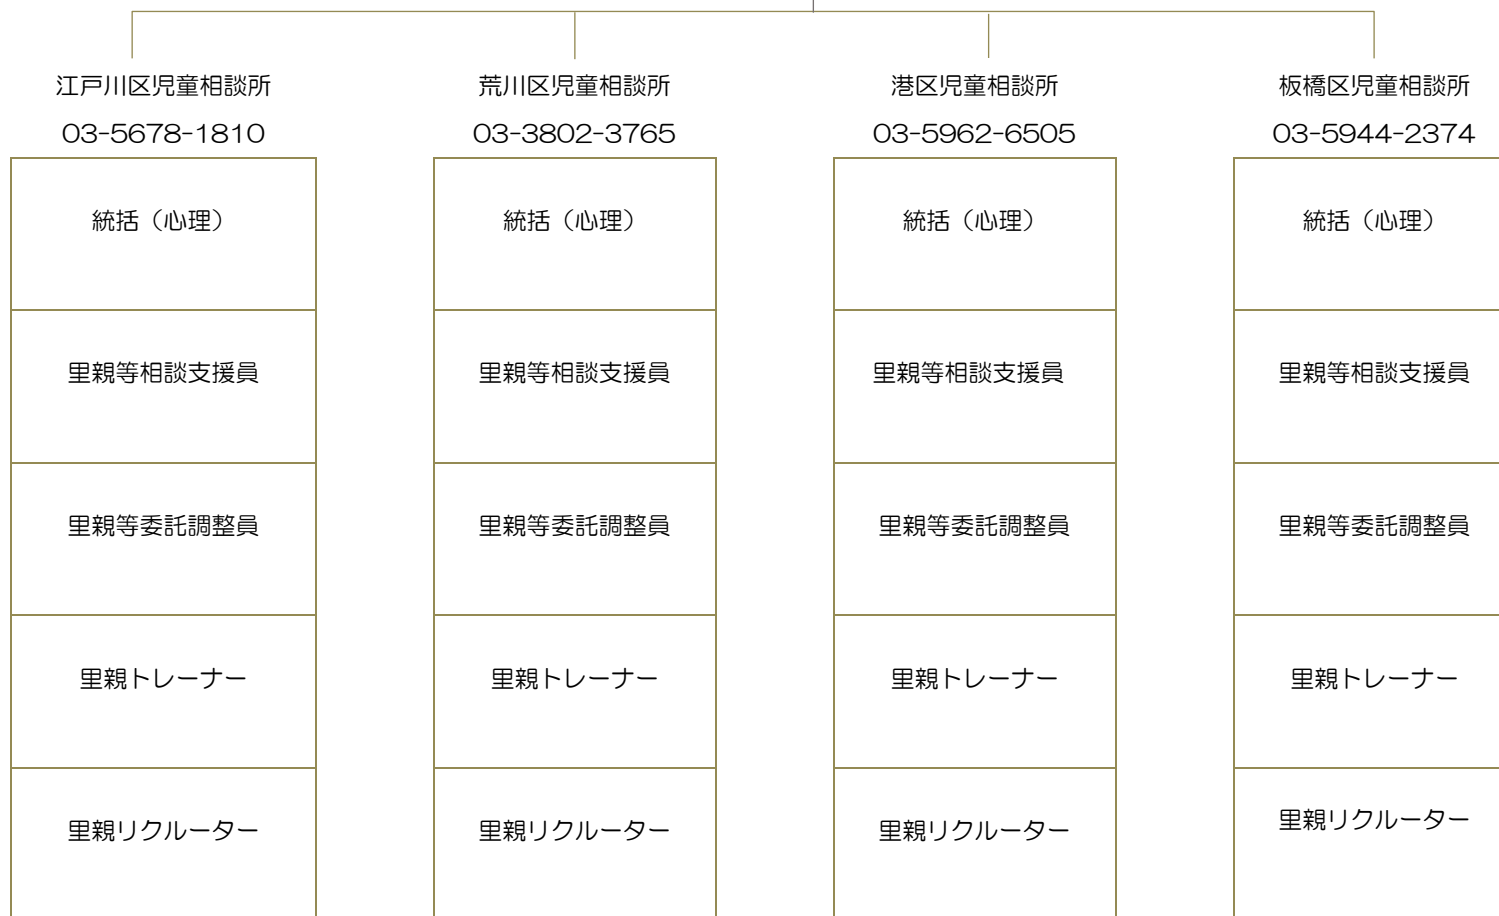 江戸川区児童相談所
03-5678-1810
統括（心理）
里親等相談支援員
里親等委託調整員
里親トレーナー
里親リクルーター
荒川区児童相談所
03-3802-3765
統括（心理）
里親等相談支援員
里親等委託調整員
里親トレーナー
里親リクルーター
港区児童相談所
03-5962-6505
統括（心理）
里親等相談支援員
里親等委託調整員
里親トレーナー
里親リクルーター
板橋区児童相談所
03-5944-2374
統括（心理）
里親等相談支援員
里親等委託調整員
里親トレーナー
里親リクルーター